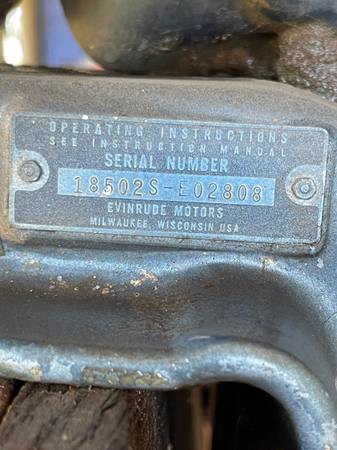 OPERATING INSTRUCTIONS
SEE INSTRUCTION MANUAL
SERIAL NUMBER
18502S-E02808
EVINRUDE MOTORS
MILWAUKEE, WISCONSIN USA